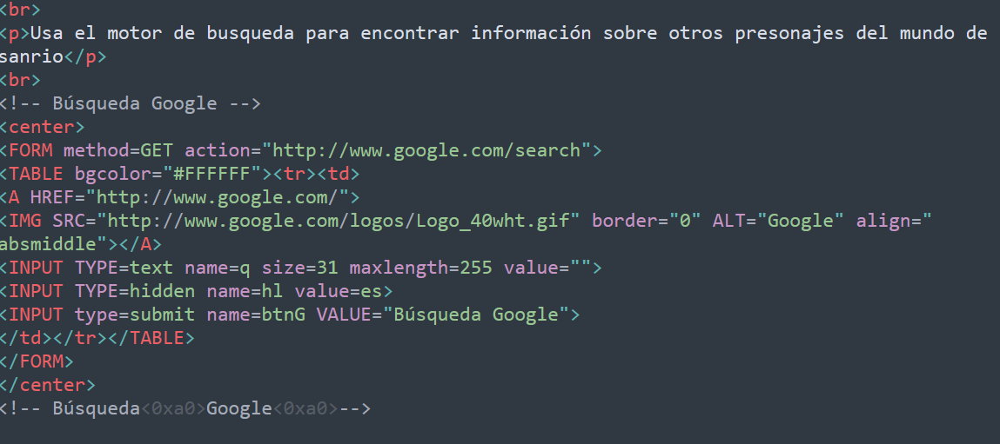 <br>
<p>Usa el motor de busqueda para encontrar información sobre otros presonajes del mundo de
sanrio</p>
<br>
<!-- Búsqueda Google -->
<center>
<FORM method=GET action="http://www.google.com/search">
<TABLE bgcolor="#FFFFFF"><tr><td>
<A HREF="http://www.google.com/">
<IMG SRC="http://www.google.com/logos/Logo_40wht.gif" border="0" ALT="Google" align="
absmiddle"></A>
<INPUT TYPE=text name=q size=31 maxlength=255 value="">
<INPUT TYPE=hidden name=hl value=es>
<INPUT type=submit name=btnG VALUE="Búsqueda Google">
</td></tr></TABLE>
</FORM>
</center>
<!-- Búsqueda<0xa0>Google<0xa0>-->